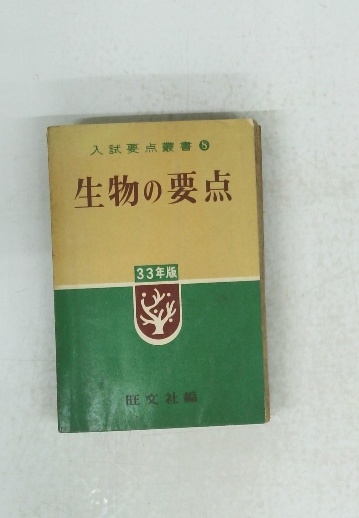 入試要点叢書 8
生物の要点
33年版
旺文社編